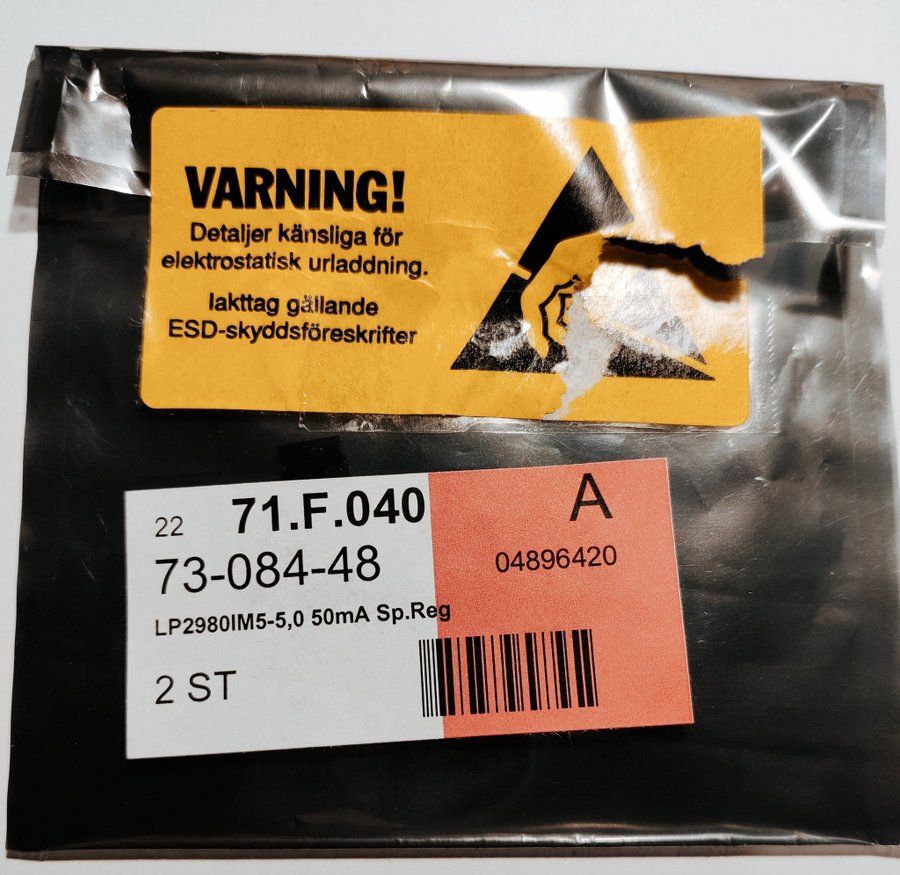 VARNING!
Detaljer känsliga för
elektrostatisk urladdning.
Iakttag gällande
ESD-skyddsföreskrifter
22 71.F.040 A
73-084-48 04896420
LP2980IM5-5,0 50mA Sp.Reg
2 ST